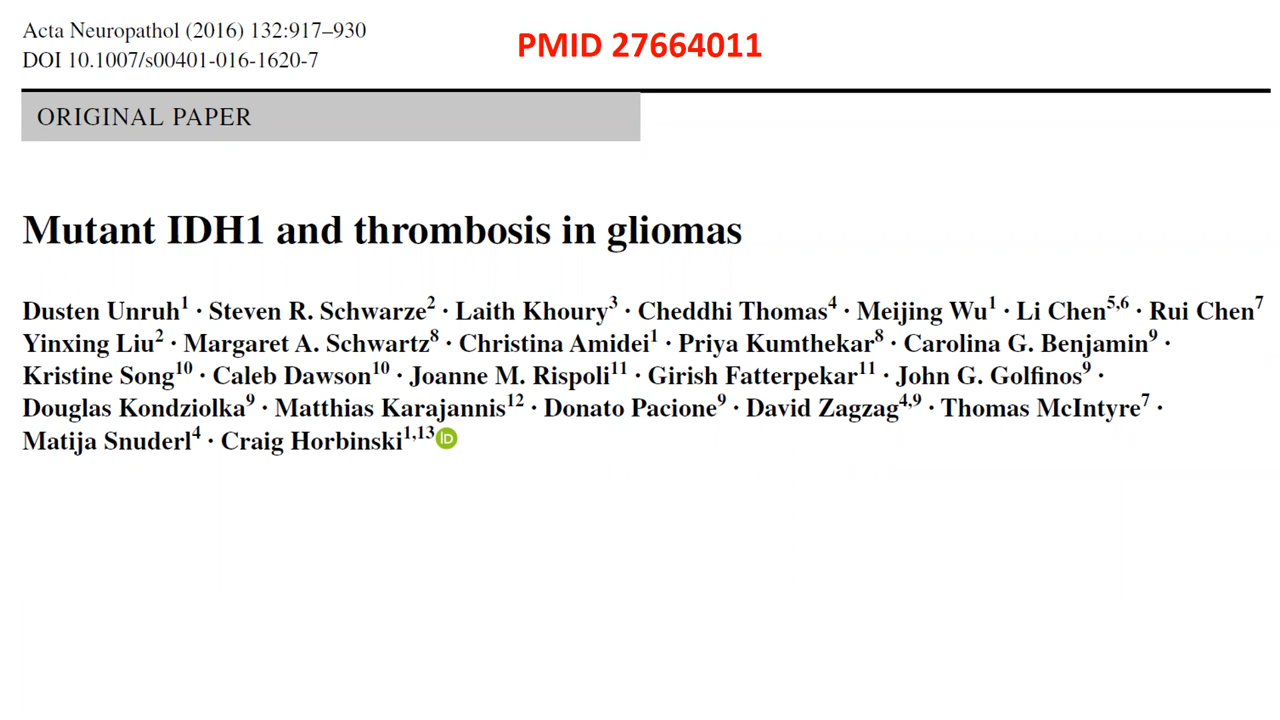 Acta Neuropathol (2016) 132:917–930
DOI 10.1007/s00401-016-1620-7
PMID 27664011
ORIGINAL PAPER
Mutant IDH1 and thrombosis in gliomas
Dusten Unruh1 · Steven R. Schwarze2 · Laith Khoury3 · Cheddhi Thomas4 · Meijing Wu1 · Li Chen5,6 · Rui Chen7
Yinxing Liu2 · Margaret A. Schwartz8 · Christina Amidei1 · Priya Kumthekar8 · Carolina G. Benjamin9 ·
Kristine Song10 · Caleb Dawson10 · Joanne M. Rispoli11 · Girish Fatterpekar11 · John G. Golfinos9 ·
Douglas Kondziolka9 · Matthias Karajannis12 · Donato Pacione9 · David Zagzag4,9 · Thomas McIntyre7 ·
Matija Snuderl4 · Craig Horbinski1,13 iD